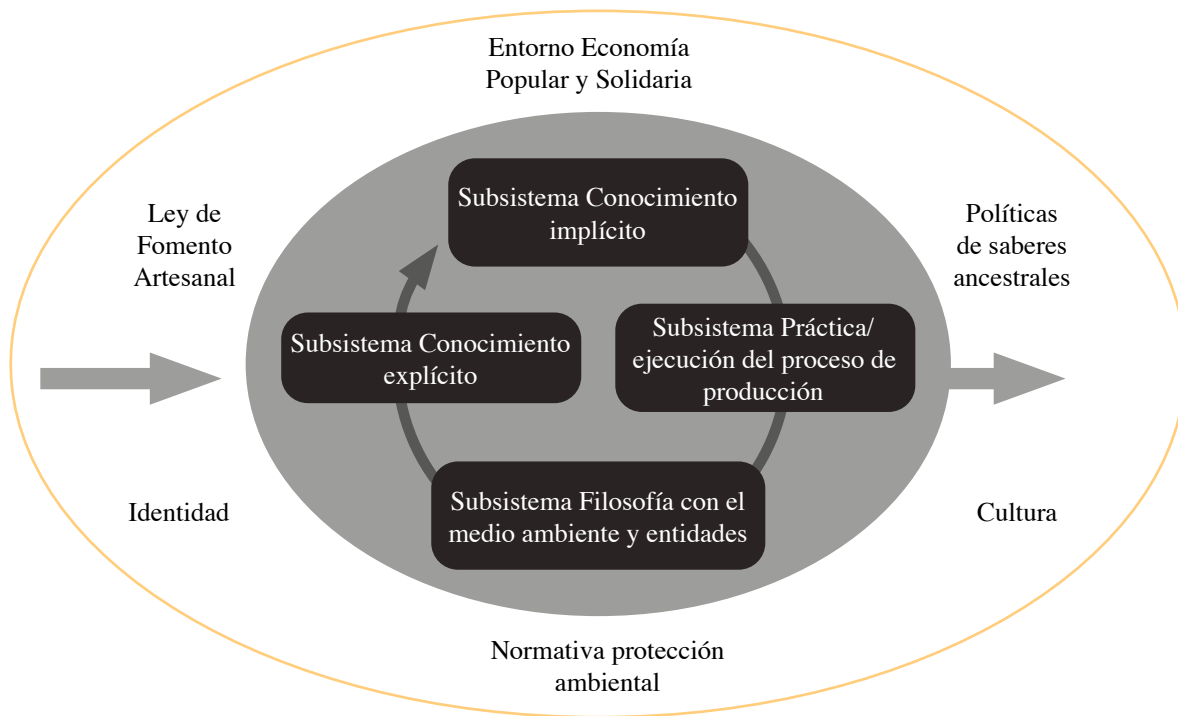 Entorno Economía
Popular y Solidaria
Subsistema Conocimiento
implícito
Ley de
Fomento
Artesanal
Políticas
de saberes
ancestrales
Subsistema Conocimiento
explícito
Subsistema Práctica/
ejecución del proceso de
producción
Subsistema Filosofía con el
medio ambiente y entidades
Identidad
Cultura
Normativa protección
ambiental